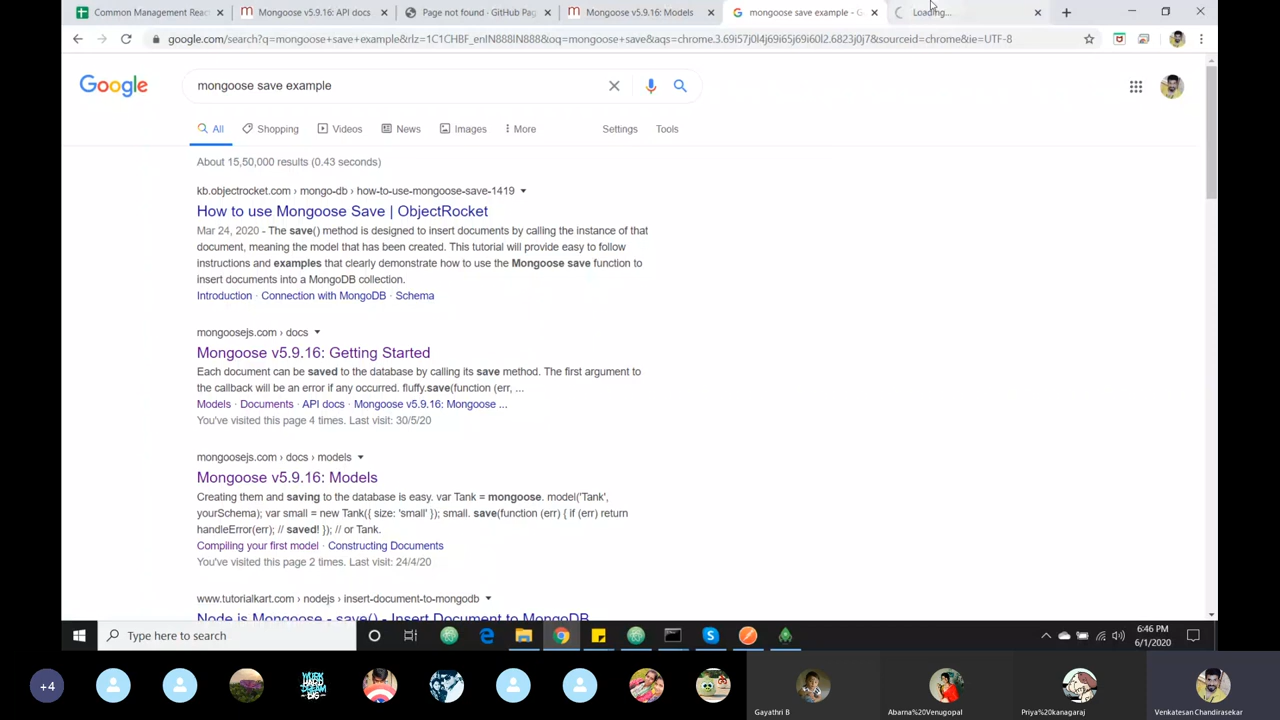 Common Management Reac
Mongoose v5.9.16: API docs
Page not found · GitHub Pag
Mongoose v5.9.16: Models
mongoose save example - G
Loading...
google.com/search?q=mongoose+save+example&rlz=1C1CHBF_enIN888IN888&oq=mongoose+save&aqs=chrome.3.69i57j0l4j69i65j69i60l2.6823j0j7&sourceid=chrome&ie=UTF-8
Google
mongoose save example
All
Shopping
Videos
News
Images
More
Settings
Tools
About 15,50,000 results (0.43 seconds)
kb.objectrocket.com › mongo-db › how-to-use-mongoose-save-1419
How to use Mongoose Save | ObjectRocket
Mar 24, 2020 - The save() method is designed to insert documents by calling the instance of that
document, meaning the model that has been created. This tutorial will provide easy to follow
instructions and examples that clearly demonstrate how to use the Mongoose save function to
insert documents into a MongoDB collection.
Introduction · Connection with MongoDB · Schema
mongoosejs.com › docs
Mongoose v5.9.16: Getting Started
Each document can be saved to the database by calling its save method. The first argument to
the callback will be an error if any occurred. fluffy.save(function (err, ...
Models · Documents · API docs · Mongoose v5.9.16: Mongoose ...
You've visited this page 4 times. Last visit: 30/5/20
mongoosejs.com › docs › models
Mongoose v5.9.16: Models
Creating them and saving to the database is easy. var Tank = mongoose. model('Tank',
yourSchema); var small = new Tank({ size: 'small' }); small. save(function (err) { if (err) return
handleError(err); // saved! }); // or Tank.
Compiling your first model · Constructing Documents
You've visited this page 2 times. Last visit: 24/4/20
www.tutorialkart.com › nodejs › insert-document-to-mongodb
Node.js Mongoose - save() - Insert Document to MongoDB
Type here to search
6:46 PM
6/1/2020
+4
Gayathri B
Abarna%20Venugopal
Priya%20kanagaraj
Venkatesan Chandirasekar